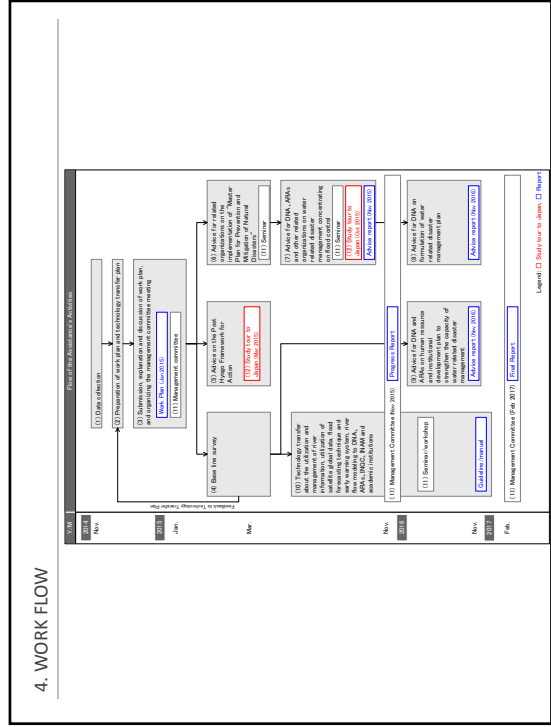 4. WORK FLOW
Y/M
Flow of the Assistance's Activities
2014
Nov.
2015
Jan.
Mar.
Nov.
2016
Nov.
2017
Feb.
(1) Data collection
(2) Preparation of work plan and technology transfer plan
(3) Submission, explanation and discussion of work plan,
and organizing the management committee meeting
Work Plan (Jan 2015)
(11) Management committee
Feedback to Technology Transfer Plan
(4) Base line survey
(5) Advice on the Post
Hyogo Framework for
Action
(12) Study tour to
Japan (Mar 2015)
(6) Advice for related
organizations on the
implementation of "Master
Plan for Prevention and
Mitigation of Natural
Disasters"
(11) Seminar
(10) Technology transfer
about the utilization and
management of river
information, utilization of
satellite global data, flood
forecasting technique and
early warning system, river
flow modeling to DNA,
ARAs, INGC, INAM and
academic institutions
(7) Advice for DNA, ARAs
and other related
organizations on water
related disaster
management concentrating
on flood control
(11) Seminar
(12) Study tour to
Japan (Oct 2015)
Advice report (Nov 2015)
(11) Management Committee (Nov 2015)
Progress Report
(11) Seminar/workshop
Guideline/manual
(9) Advice for DNA and
ARAs on human resource
and institutional
development plan to
strengthen the capacity of
water related disaster
management
Advice report (Nov 2016)
(8) Advice for DNA on
formulation of water
related disaster
management plan
Advice report (Nov 2016)
(11) Management Committee (Feb 2017)
Final Report
Legend: Study tour to Japan, Report